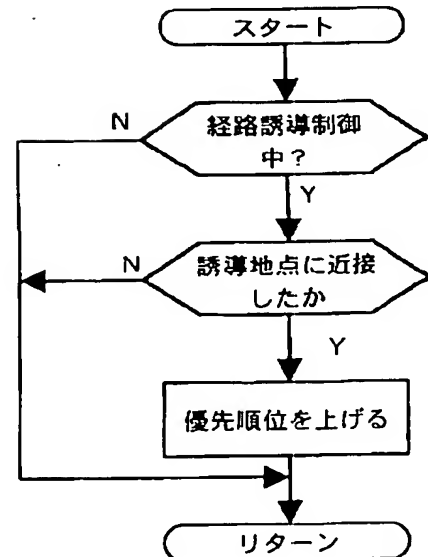 スタート
N
経路誘導制御
中？
Y
N
誘導地点に近接
したか
Y
優先順位を上げる
リターン